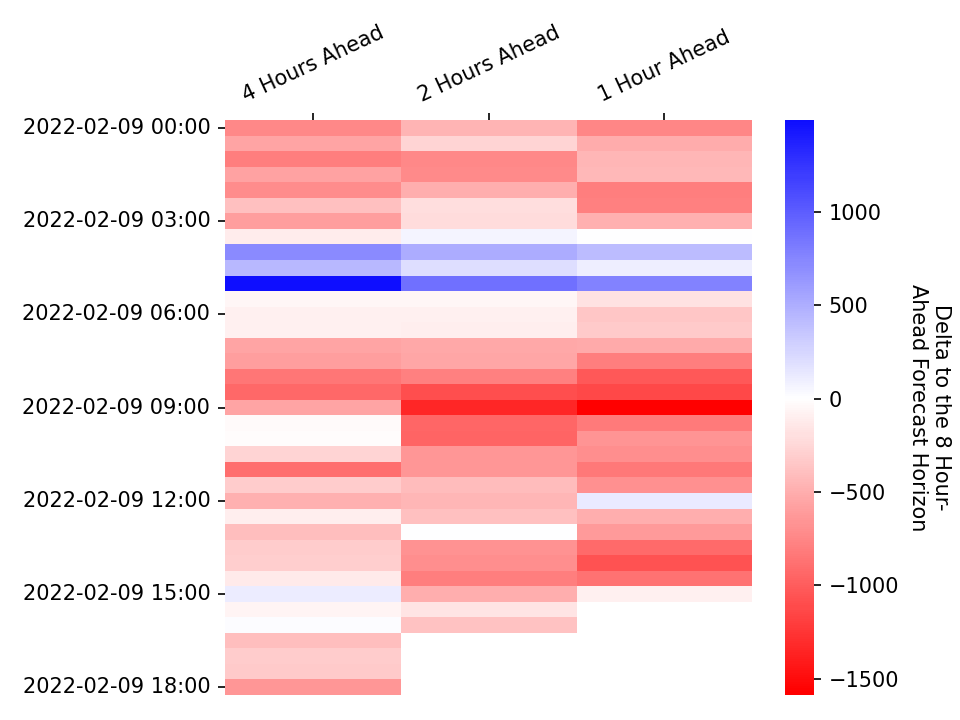 4 Hours Ahead
2 Hours Ahead
1 Hour Ahead
2022-02-09 00:00
2022-02-09 03:00
2022-02-09 06:00
2022-02-09 09:00
2022-02-09 12:00
2022-02-09 15:00
2022-02-09 18:00
1000
500
0
−500
−1000
−1500
Delta to the 8 Hour-
Ahead Forecast Horizon